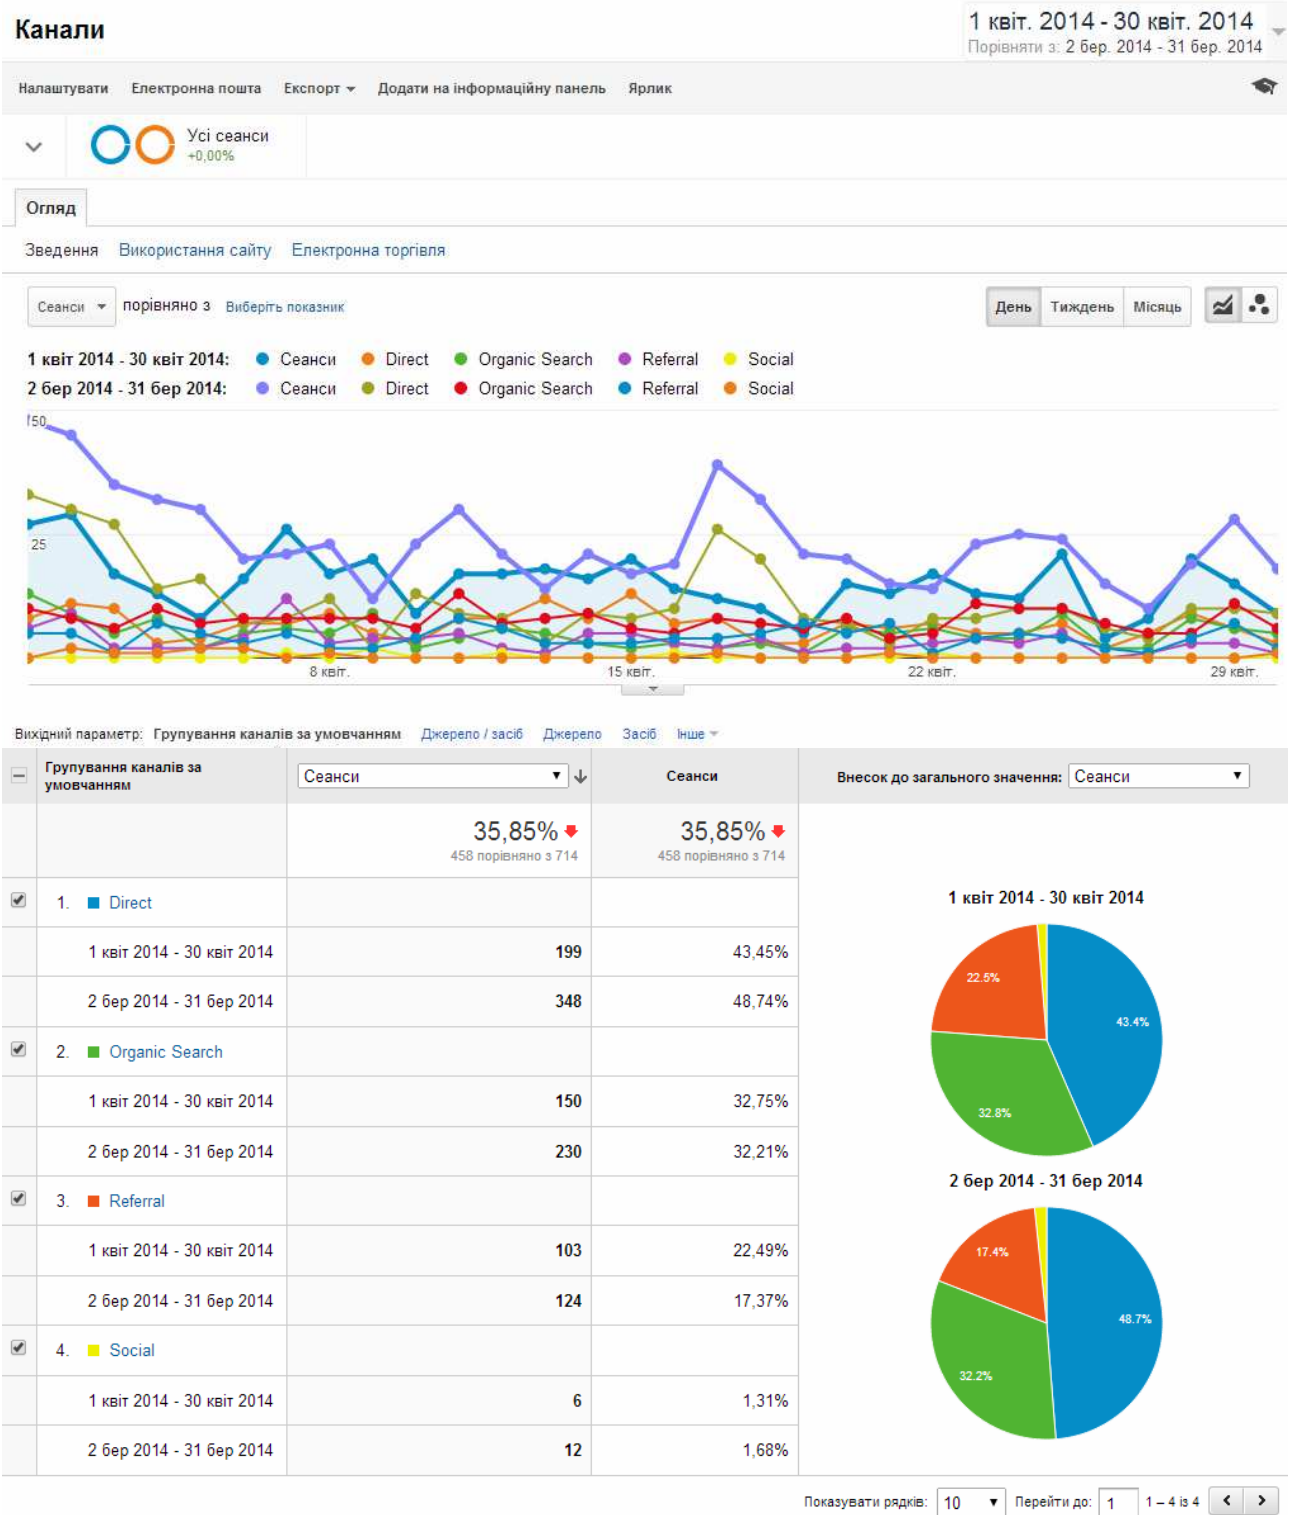 Канали
1 квіт. 2014 - 30 квіт. 2014
Порівняти з: 2 бер. 2014 - 31 бер. 2014
Налаштувати Електронна пошта Експорт Додати на інформаційну панель Ярлик
Усі сеанси
+0,00%
Огляд
Зведення Використання сайту Електронна торгівля
Сеанси порівняно з Виберіть показник
День Тиждень Місяць
1 квіт 2014 - 30 квіт 2014: Сеанси Direct Organic Search Referral Social
2 бер 2014 - 31 бер 2014: Сеанси Direct Organic Search Referral Social
50
25
8 квіт. 15 квіт. 22 квіт. 29 квіт.
Вихідний параметр: Групування каналів за умовчанням Джерело / засіб Джерело Засіб Інше
Групування каналів за умовчанням
Сеанси
Сеанси
Внесок до загального значення: Сеанси
35,85% 35,85%
458 порівняно з 714 458 порівняно з 714
1. Direct
1 квіт 2014 - 30 квіт 2014 199 43,45%
2 бер 2014 - 31 бер 2014 348 48,74%
2. Organic Search
1 квіт 2014 - 30 квіт 2014 150 32,75%
2 бер 2014 - 31 бер 2014 230 32,21%
3. Referral
1 квіт 2014 - 30 квіт 2014 103 22,49%
2 бер 2014 - 31 бер 2014 124 17,37%
4. Social
1 квіт 2014 - 30 квіт 2014 6 1,31%
2 бер 2014 - 31 бер 2014 12 1,68%
1 квіт 2014 - 30 квіт 2014
22.5%
43.4%
32.8%
2 бер 2014 - 31 бер 2014
17.4%
48.7%
32.2%
Показувати рядків: 10 Перейти до: 1 1 – 4 із 4